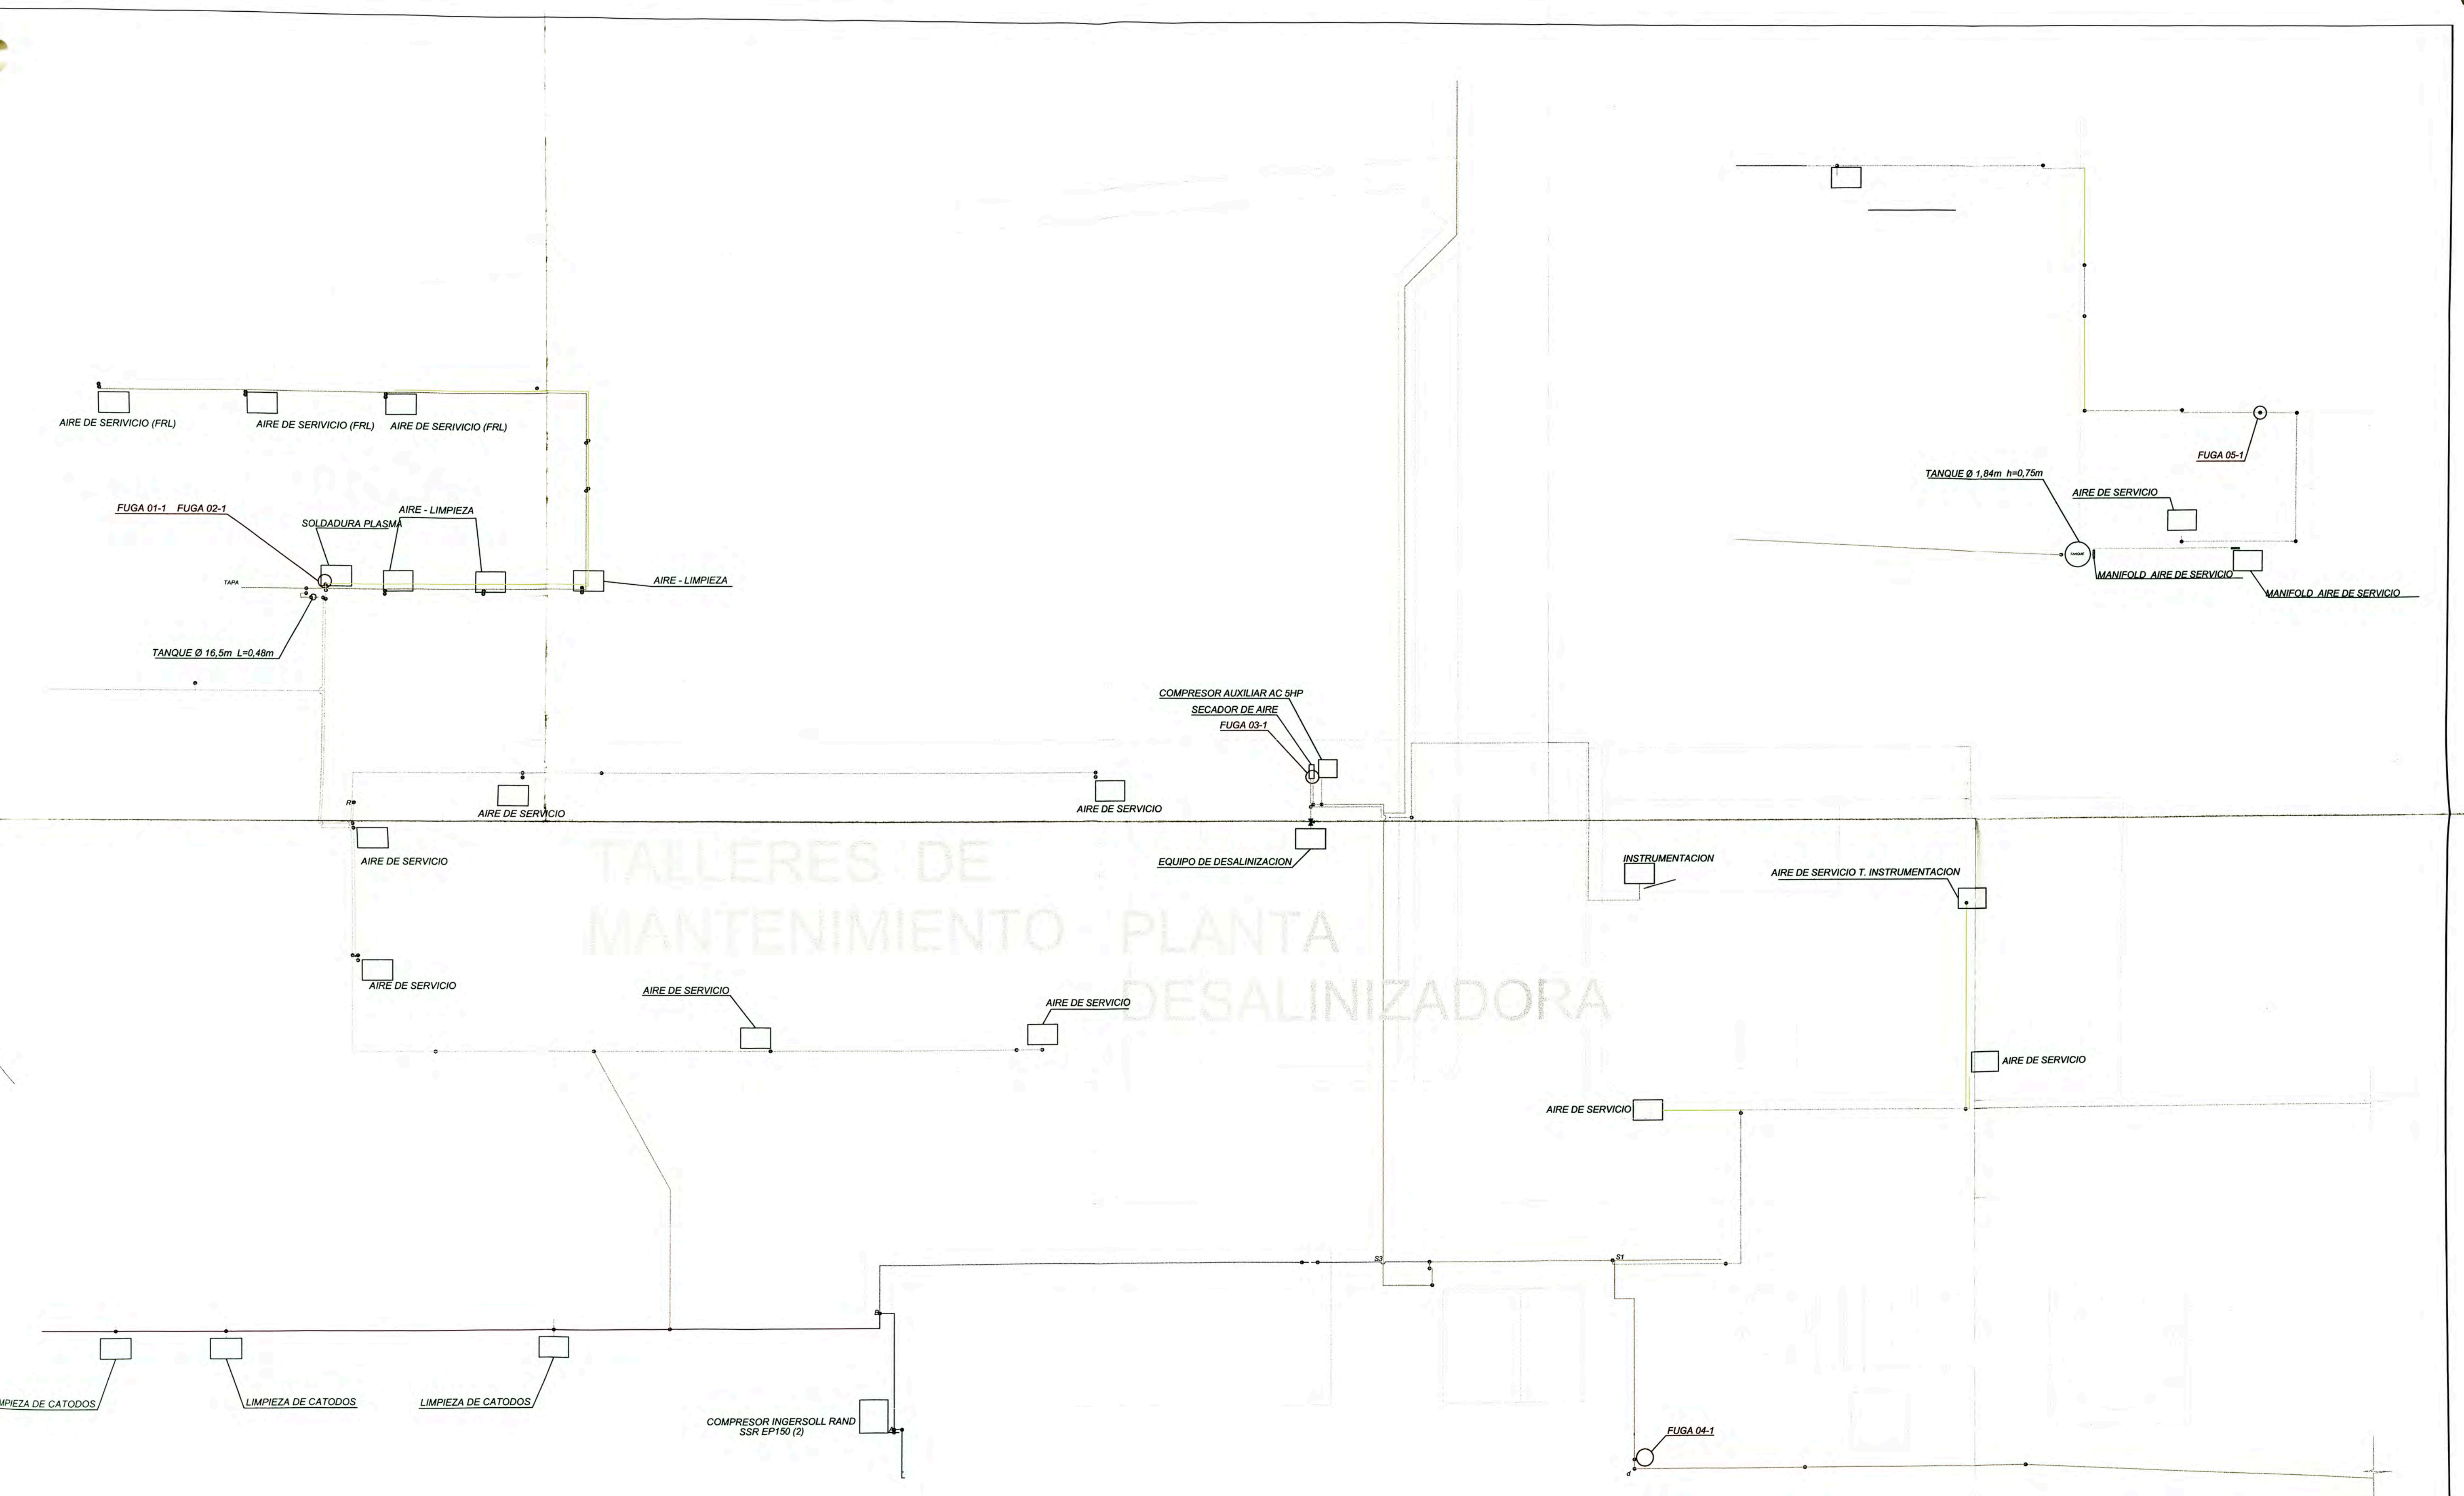 AIRE DE SERIVICIO (FRL)
AIRE DE SERIVICIO (FRL)
AIRE DE SERIVICIO (FRL)
FUGA 01-1 FUGA 02-1
SOLDADURA PLASMA
AIRE - LIMPIEZA
TAPA
AIRE - LIMPIEZA
TANQUE Ø 16,5m L=0,48m
TANQUE Ø 1,84m h=0,75m
FUGA 05-1
AIRE DE SERVICIO
TANQUE
MANIFOLD AIRE DE SERVICIO
MANIFOLD AIRE DE SERVICIO
COMPRESOR AUXILIAR AC 5HP
SECADOR DE AIRE
FUGA 03-1
R
AIRE DE SERVICIO
AIRE DE SERVICIO
AIRE DE SERVICIO
EQUIPO DE DESALINIZACION
INSTRUMENTACION
AIRE DE SERVICIO T. INSTRUMENTACION
TALLERES DE
MANTENIMIENTO
PLANTA
DESALINIZADORA
AIRE DE SERVICIO
AIRE DE SERVICIO
AIRE DE SERVICIO
AIRE DE SERVICIO
AIRE DE SERVICIO
S3
S1
B
MPIEZA DE CATODOS
LIMPIEZA DE CATODOS
LIMPIEZA DE CATODOS
COMPRESOR INGERSOLL RAND
SSR EP150 (2)
A
FUGA 04-1
d